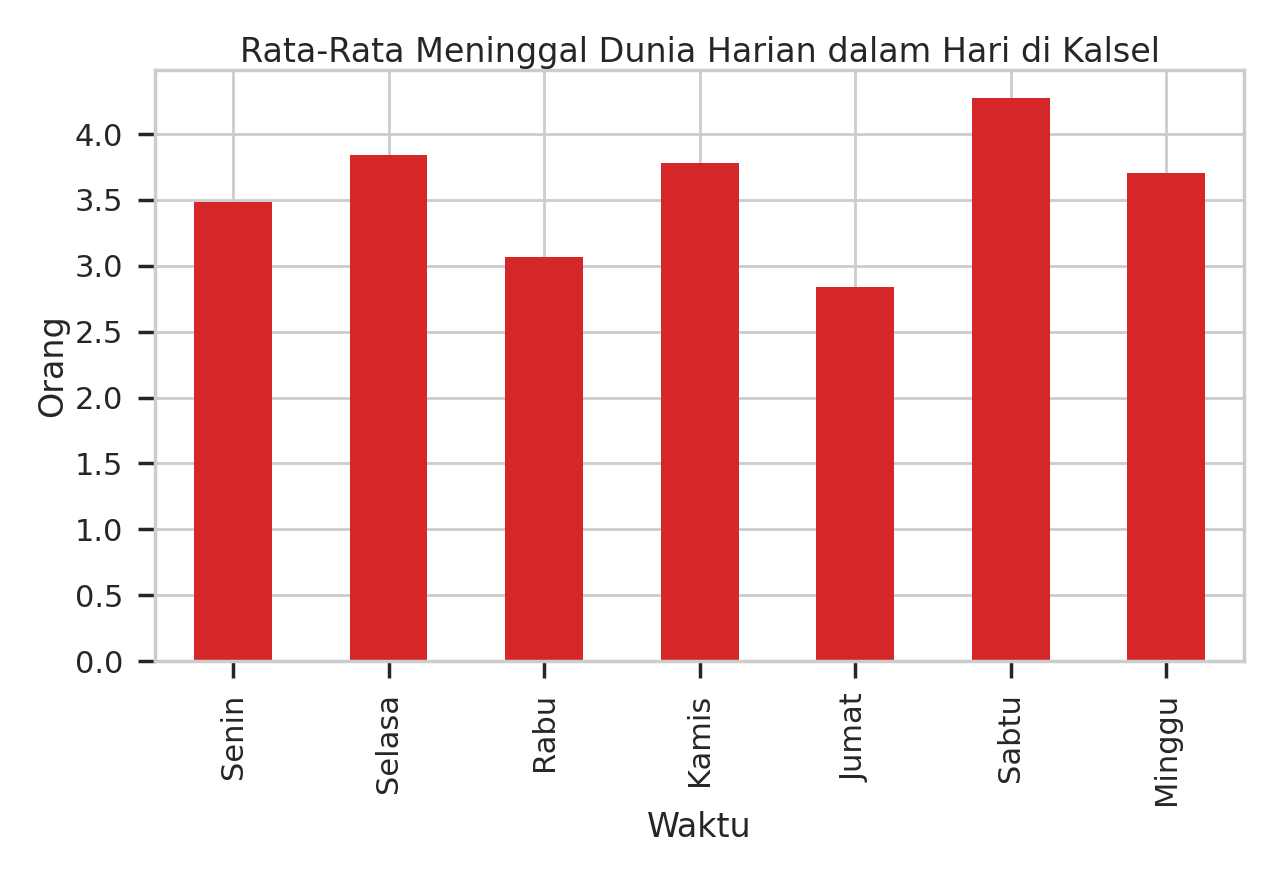 Rata-Rata Meninggal Dunia Harian dalam Hari di Kalsel
Orang
4.0
3.5
3.0
2.5
2.0
1.5
1.0
0.5
0.0
Senin
Selasa
Rabu
Kamis
Jumat
Sabtu
Minggu
Waktu